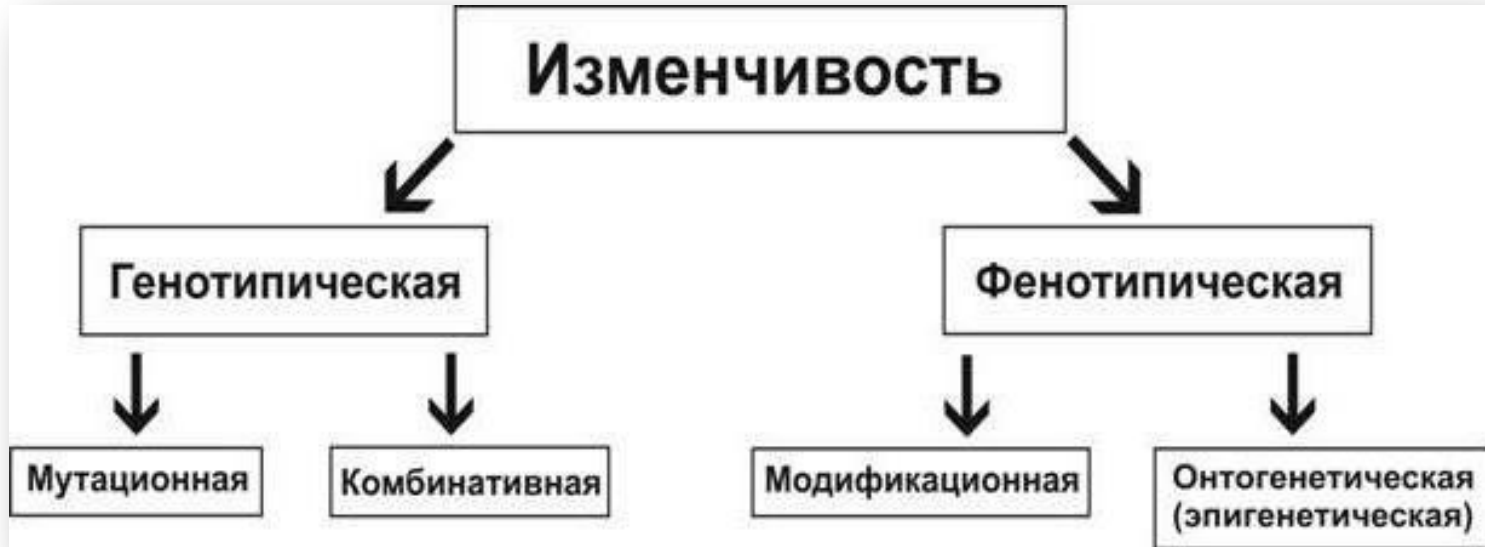 Изменчивость
Генотипическая
Фенотипическая
Мутационная
Комбинативная
Модификационная
Онтогенетическая
(эпигенетическая)